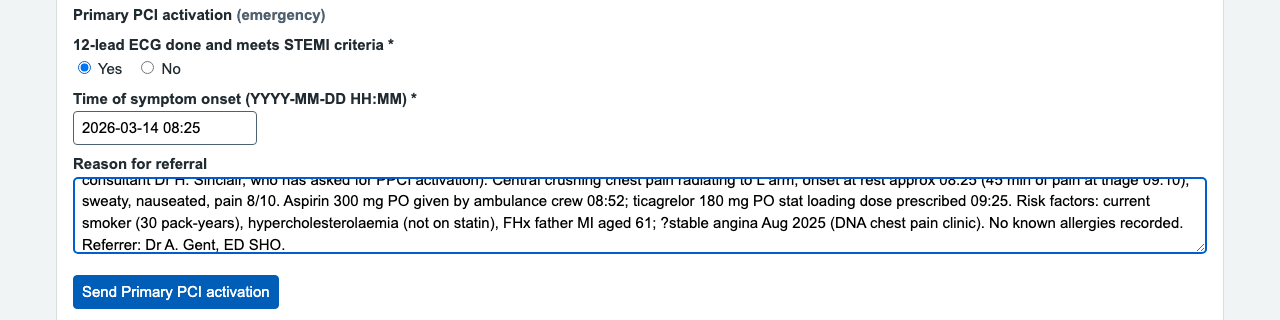 Primary PCI activation (emergency)
12-lead ECG done and meets STEMI criteria *
Yes No
Time of symptom onset (YYYY-MM-DD HH:MM) *
2026-03-14 08:25
Reason for referral
consultant Dr H. Sinclair, who has asked for PPCI activation). Central crushing chest pain radiating to L arm, onset at rest approx 08:25 (45 min of pain at triage 09:10),
sweaty, nauseated, pain 8/10. Aspirin 300 mg PO given by ambulance crew 08:52; ticagrelor 180 mg PO stat loading dose prescribed 09:25. Risk factors: current
smoker (30 pack-years), hypercholesterolaemia (not on statin), FHx father MI aged 61; ?stable angina Aug 2025 (DNA chest pain clinic). No known allergies recorded.
Referrer: Dr A. Gent, ED SHO.
Send Primary PCI activation